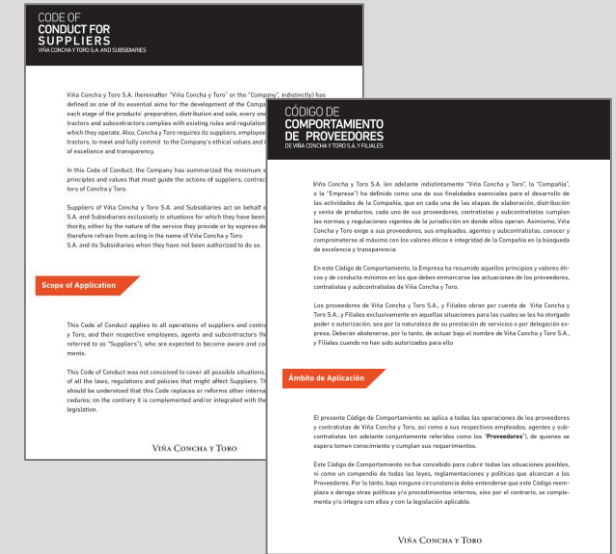 CODE OF
CONDUCT FOR
SUPPLIERS
VIÑA CONCHA Y TORO S.A. AND SUBSIDIARIES
Viña Concha y Toro S.A. (hereinafter "Viña Concha y Toro" or the "Company", indistinctly) has
defined as one of its essential aims for the development of the Compa
each stage of the products' preparation, distribution and sale, every one
tractors and subcontractors complies with existing rules and regulation
which they operate. Also, Concha y Toro requires its suppliers, employee
tractors, to meet and fully commit to the Company's ethical values and i
of excellence and transparency.
In this Code of Conduct, the Company has summarized the minimum e
principles and values that must guide the actions of suppliers, contract
tors of Concha y Toro.
Suppliers of Viña Concha y Toro S.A. and Subsidiaries act on behalf o
S.A. and Subsidiaries exclusively in situations for which they have been
thority, either by the nature of the service they provide or by express de
therefore refrain from acting in the name of Viña Concha y Toro
S.A. and its Subsidiaries when they have not been authorized to do so.
Scope of Application
This Code of Conduct applies to all operations of suppliers and contra
y Toro, and their respective employees, agents and subcontractors (h
referred to as "Suppliers"), who are expected to become aware and co
ments.
This Code of Conduct was not conceived to cover all possible situations,
of all the laws, regulations and policies that might affect Suppliers. Th
should be understood that this Code replaces or reforms other interna
cedures; on the contrary it is complemented and/or integrated with the
legislation.
VIÑA CONCHA Y TORO
CÓDIGO DE
COMPORTAMIENTO
DE PROVEEDORES
DE VIÑA CONCHA Y TORO S.A. Y FILIALES
Viña Concha y Toro S.A. (en adelante indistintamente "Viña Concha y Toro", la "Compañía",
o la "Empresa") ha definido como una de sus finalidades esenciales para el desarrollo de
las actividades de la Compañía, que en cada una de las etapas de elaboración, distribución
y venta de productos, cada uno de sus proveedores, contratistas y subcontratistas cumplan
las normas y regulaciones vigentes de la jurisdicción en donde ellos operan. Asimismo, Viña
Concha y Toro exige a sus proveedores, sus empleados, agentes y subcontratistas, conocer y
comprometerse al máximo con los valores éticos e integridad de la Compañía en la búsqueda
de excelencia y transparencia.
En este Código de Comportamiento, la Empresa ha resumido aquellos principios y valores éti-
cos y de conducta mínimos en los que deben enmarcarse las actuaciones de los proveedores,
contratistas y subcontratistas de Viña Concha y Toro.
Los proveedores de Viña Concha y Toro S.A., y Filiales obran por cuenta de Viña Concha y
Toro S.A., y Filiales exclusivamente en aquellas situaciones para las cuales se les ha otorgado
poder o autorización, sea por la naturaleza de su prestación de servicios o por delegación ex-
presa. Deberán abstenerse, por lo tanto, de actuar bajo el nombre de Viña Concha y Toro S.A.,
y Filiales cuando no han sido autorizados para ello
Ámbito de Aplicación
El presente Código de Comportamiento se aplica a todas las operaciones de los proveedores
y contratistas de Viña Concha y Toro, así como a sus respectivos empleados, agentes y sub-
contratistas (en adelante conjuntamente referidos como los "Proveedores"), de quienes se
espera tomen conocimiento y cumplan sus requerimientos.
Este Código de Comportamiento no fue concebido para cubrir todas las situaciones posibles,
ni como un compendio de todas las leyes, reglamentaciones y políticas que alcanzan a los
Proveedores. Por lo tanto, bajo ninguna circunstancia debe entenderse que este Código reem-
plaza o deroga otras políticas y/o procedimientos internos, sino por el contrario, se comple-
menta y/o integra con ellos y con la legislación aplicable.
VIÑA CONCHA Y TORO